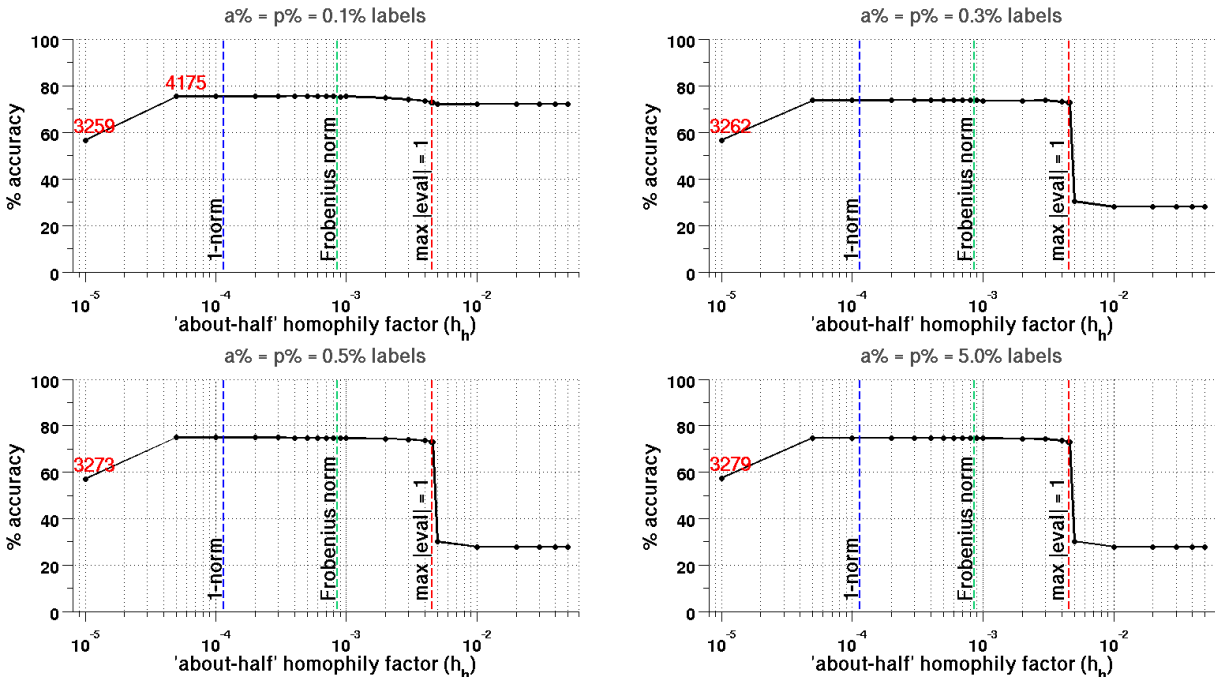 a% = p% = 0.1% labels
100
80
60
40
20
0
% accuracy
3259
4175
1-norm
Frobenius norm
max |eval| = 1
10^-5
10^-4
10^-3
10^-2
'about-half' homophily factor (h_h)
a% = p% = 0.3% labels
100
80
60
40
20
0
% accuracy
3262
1-norm
Frobenius norm
max |eval| = 1
10^-5
10^-4
10^-3
10^-2
'about-half' homophily factor (h_h)
a% = p% = 0.5% labels
100
80
60
40
20
0
% accuracy
3273
1-norm
Frobenius norm
max |eval| = 1
10^-5
10^-4
10^-3
10^-2
'about-half' homophily factor (h_h)
a% = p% = 5.0% labels
100
80
60
40
20
0
% accuracy
3279
1-norm
Frobenius norm
max |eval| = 1
10^-5
10^-4
10^-3
10^-2
'about-half' homophily factor (h_h)